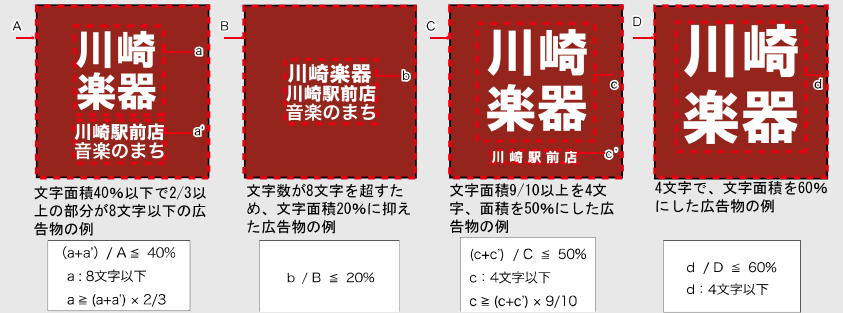 A
川崎
楽器
a
川崎駅前店
a'
音楽のまち
文字面積40%以下で2/3以
上の部分が8文字以下の広
告物の例
(a+a') / A ≦ 40%
a : 8文字以下
a ≧ (a+a') × 2/3
B
川崎楽器
b
川崎駅前店
音楽のまち
文字数が8文字を超すた
め、文字面積20%に抑え
た広告物の例
b / B ≦ 20%
C
川崎
楽器
c
川崎駅前店
c'
文字面積9/10以上を4文
字、面積を50%にした広
告物の例
(c+c') / C ≦ 50%
c : 4文字以下
c ≧ (c+c') × 9/10
D
川崎
楽器
d
4文字で、文字面積を60%
にした広告物の例
d / D ≦ 60%
d : 4文字以下